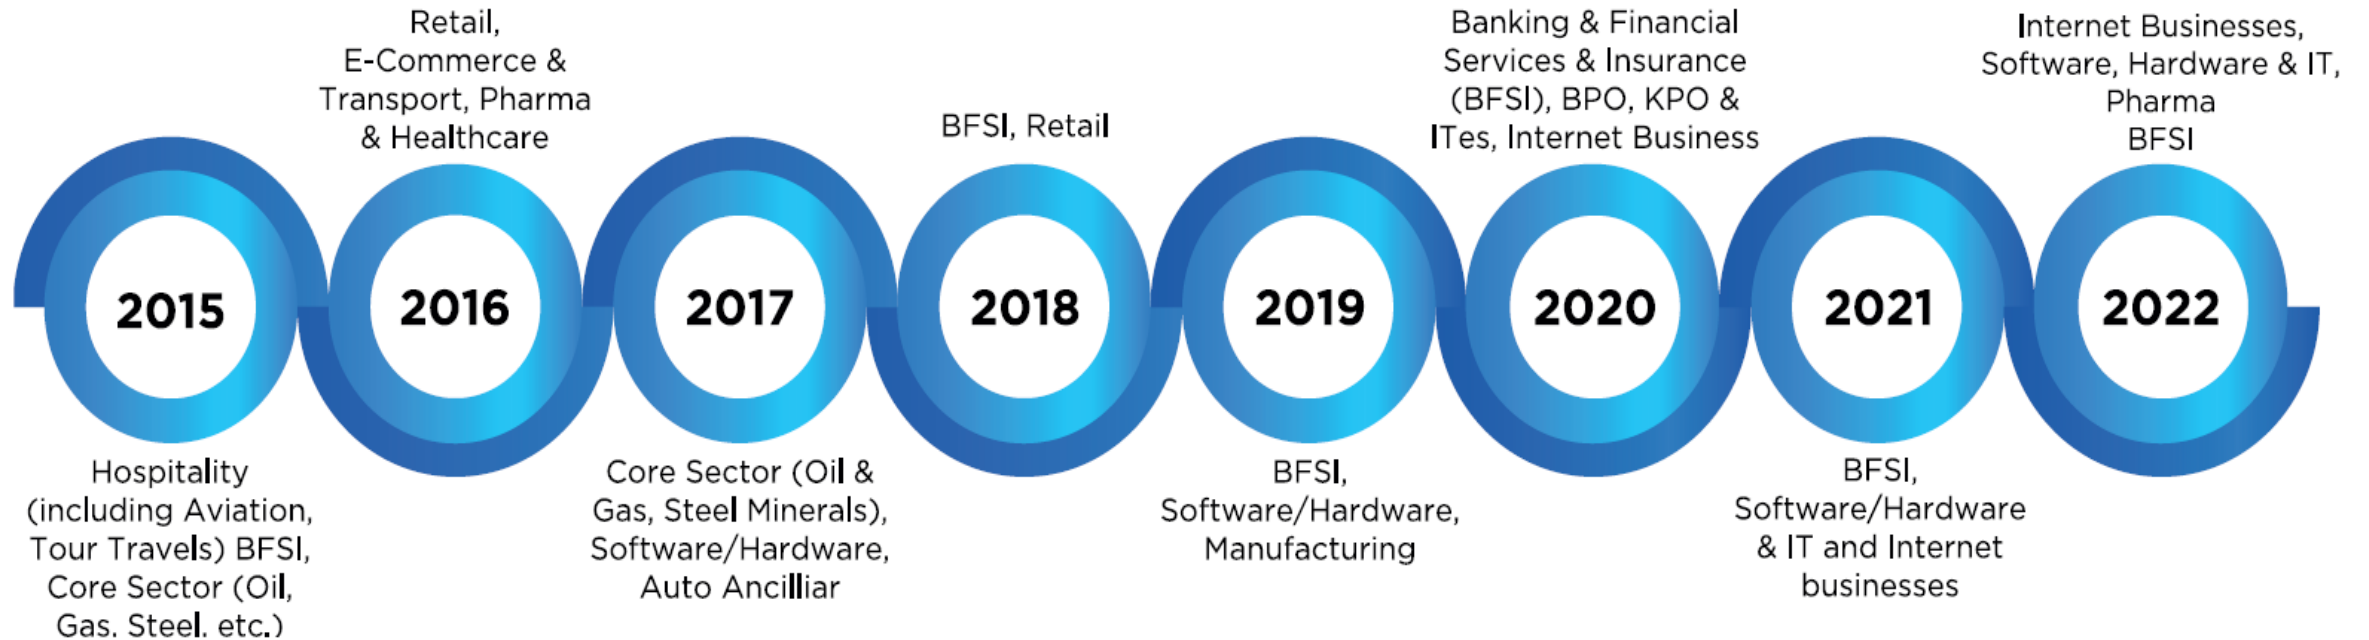 Retail,
E-Commerce &
Transport, Pharma
& Healthcare
BFSI, Retail
Banking & Financial
Services & Insurance
(BFSI), BPO, KPO &
ITes, Internet Business
Internet Businesses,
Software, Hardware & IT,
Pharma
BFSI
2015
2016
2017
2018
2019
2020
2021
2022
Hospitality
(including Aviation,
Tour Travels) BFSI,
Core Sector (Oil,
Gas, Steel, etc.)
Core Sector (Oil &
Gas, Steel Minerals),
Software/Hardware,
Auto Ancilliar
BFSI,
Software/Hardware,
Manufacturing
BFSI,
Software/Hardware
& IT and Internet
businesses